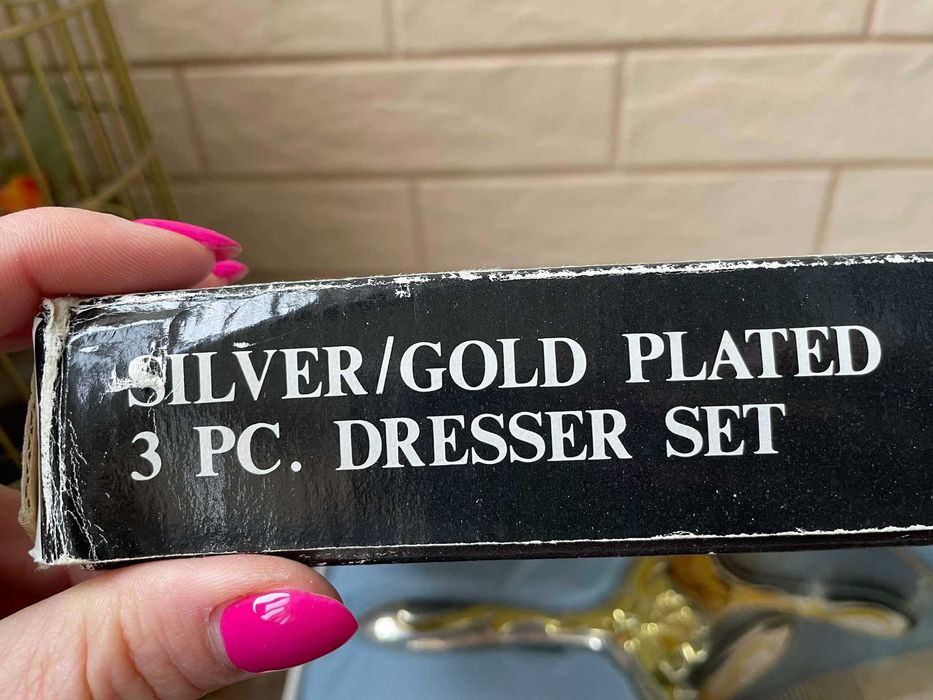 SILVER/GOLD PLATED
3 PC. DRESSER SET